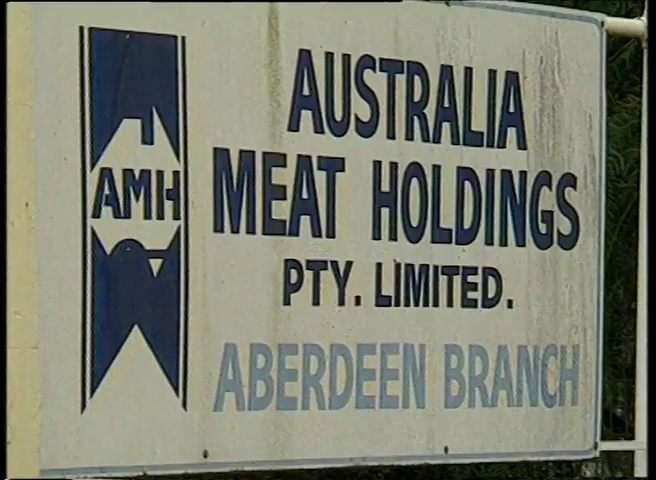 AMH
AUSTRALIA
MEAT HOLDINGS
PTY. LIMITED.
ABERDEEN BRANCH